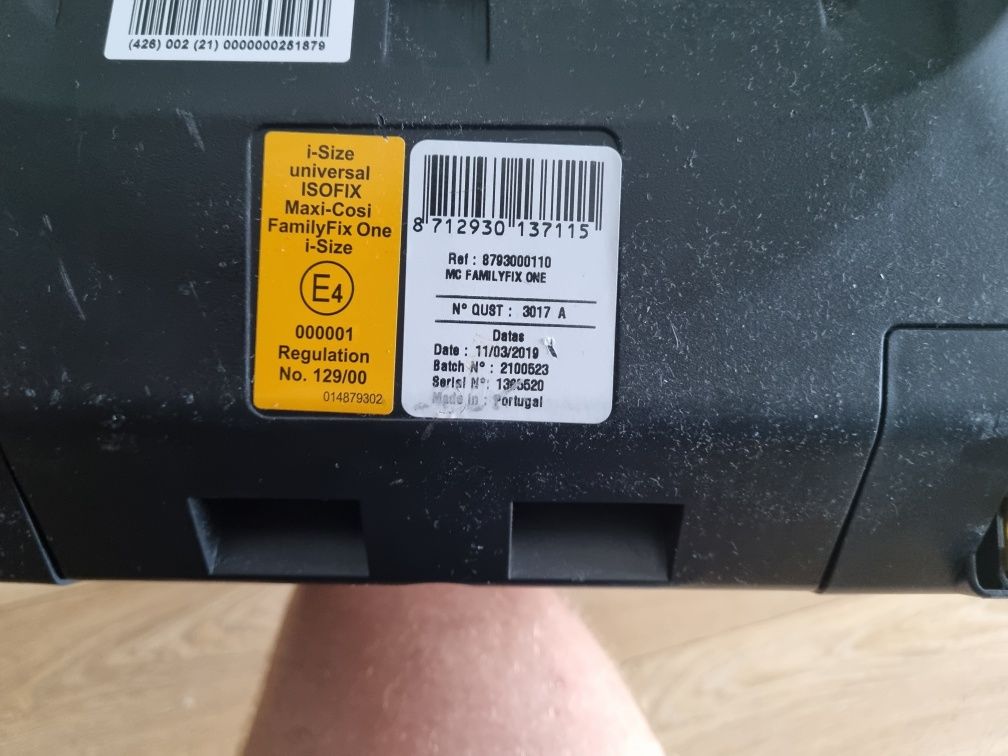 (426) 002 (21) 0000000251879
i-Size
universal
ISOFIX
Maxi-Cosi
FamilyFix One
i-Size
E4
000001
Regulation
No. 129/00
014879302
8 712930 137115
Ref : 8793000110
MC FAMILYFIX ONE
N° QUST : 3017 A
Datas
Date : 11/03/2019
Batch N° : 2100523
Serial N°:
Made in : Portugal